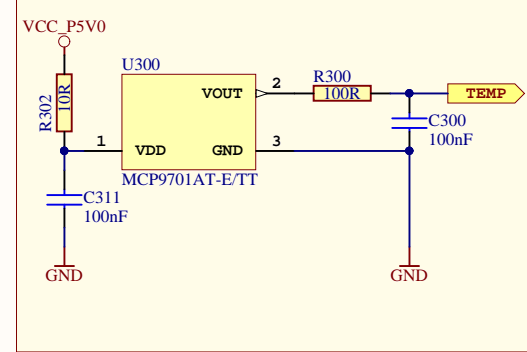 VCC_P5V0
U300
R302
10R
VOUT
2
R300
100R
TEMP
C300
100nF
1
VDD
GND
3
MCP9701AT-E/TT
C311
100nF
GND
GND